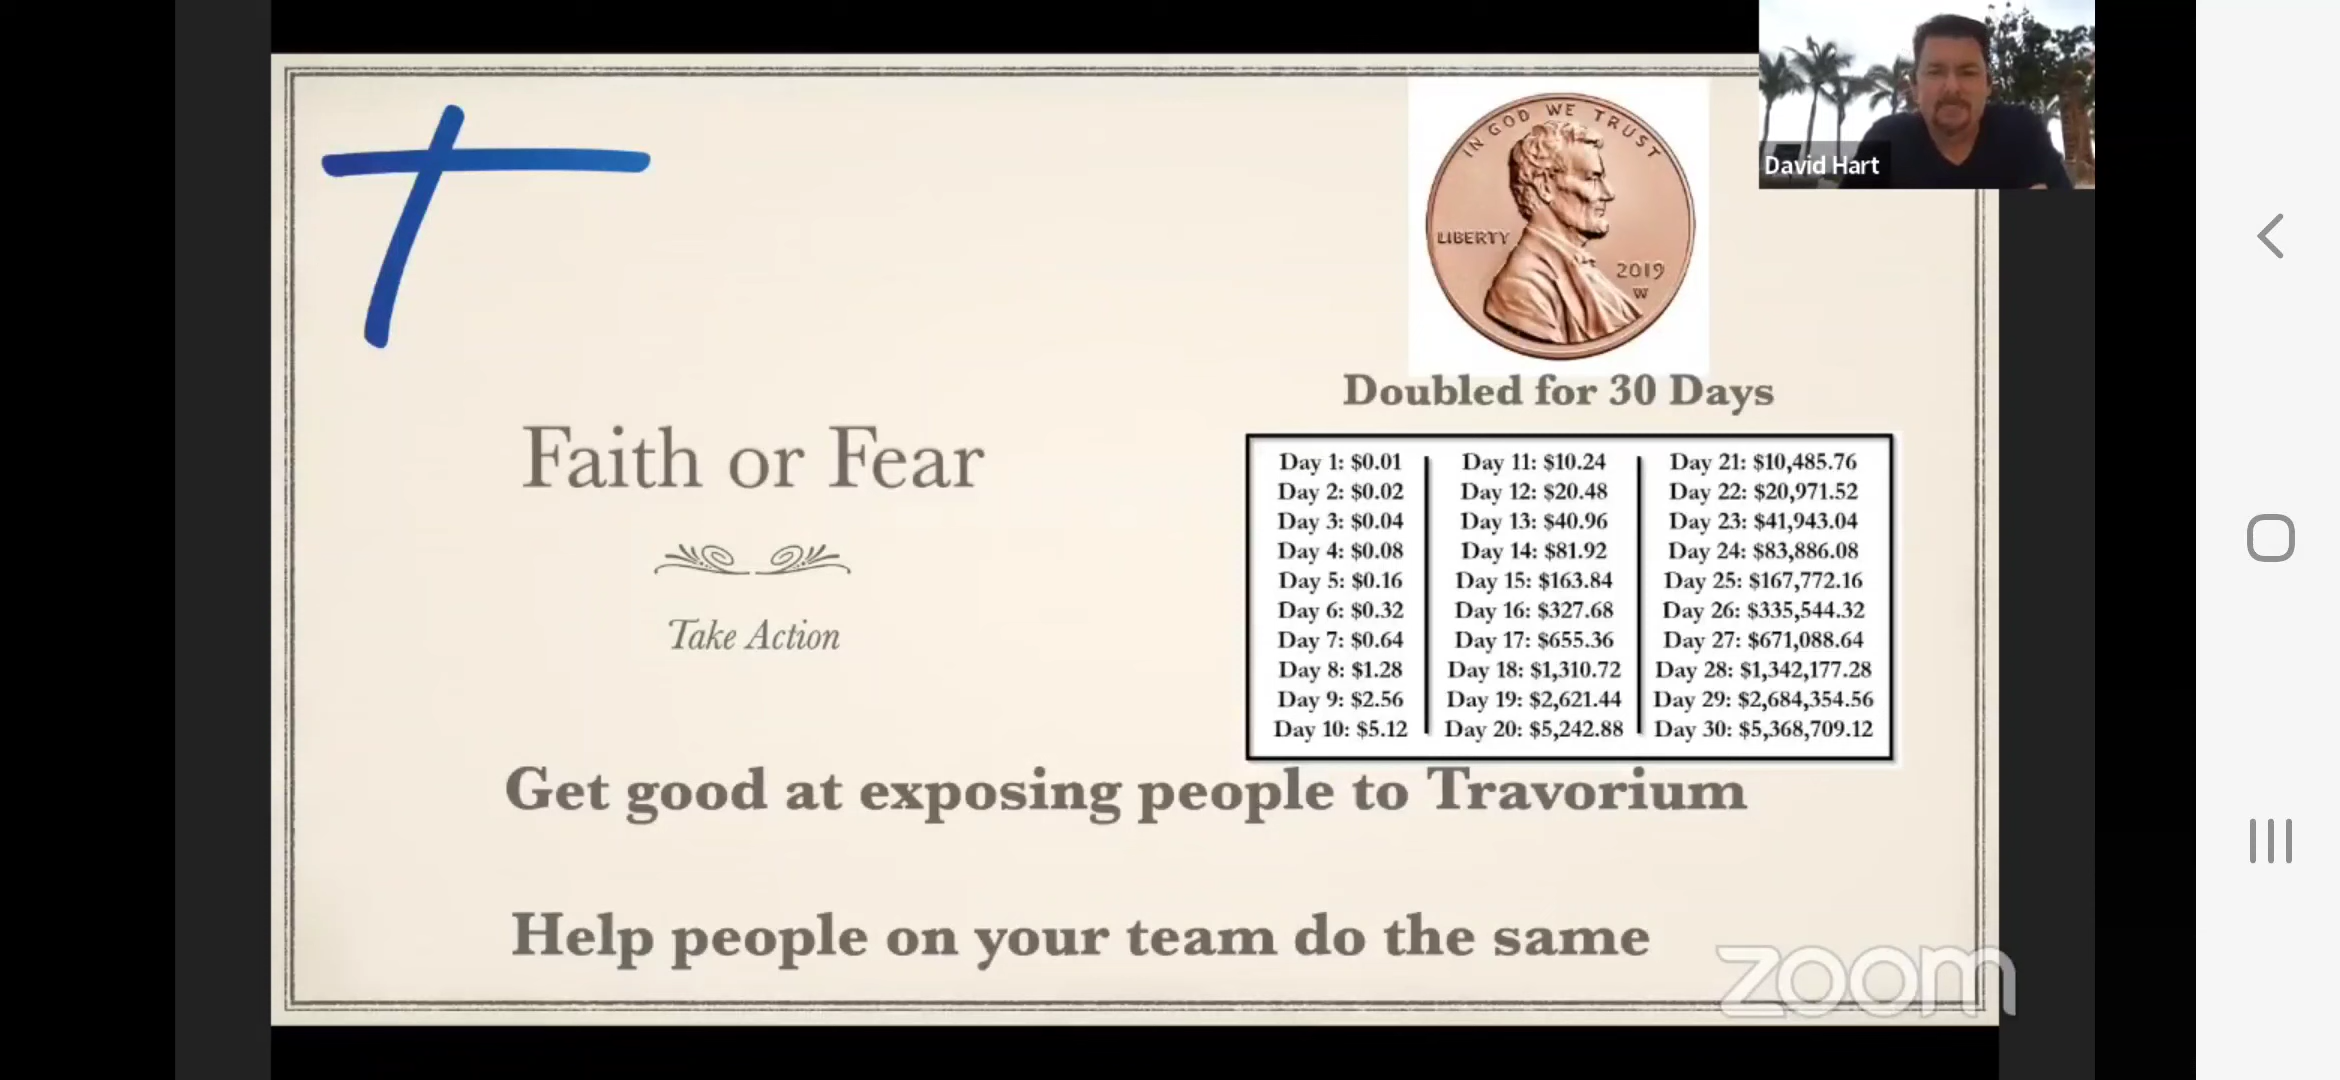 IN GOD WE TRUST
LIBERTY
2019
W
David Hart
Doubled for 30 Days
Faith or Fear
Take Action
Day 1: $0.01
Day 2: $0.02
Day 3: $0.04
Day 4: $0.08
Day 5: $0.16
Day 6: $0.32
Day 7: $0.64
Day 8: $1.28
Day 9: $2.56
Day 10: $5.12
Day 11: $10.24
Day 12: $20.48
Day 13: $40.96
Day 14: $81.92
Day 15: $163.84
Day 16: $327.68
Day 17: $655.36
Day 18: $1,310.72
Day 19: $2,621.44
Day 20: $5,242.88
Day 21: $10,485.76
Day 22: $20,971.52
Day 23: $41,943.04
Day 24: $83,886.08
Day 25: $167,772.16
Day 26: $335,544.32
Day 27: $671,088.64
Day 28: $1,342,177.28
Day 29: $2,684,354.56
Day 30: $5,368,709.12
Get good at exposing people to Travorium
Help people on your team do the same
zoom